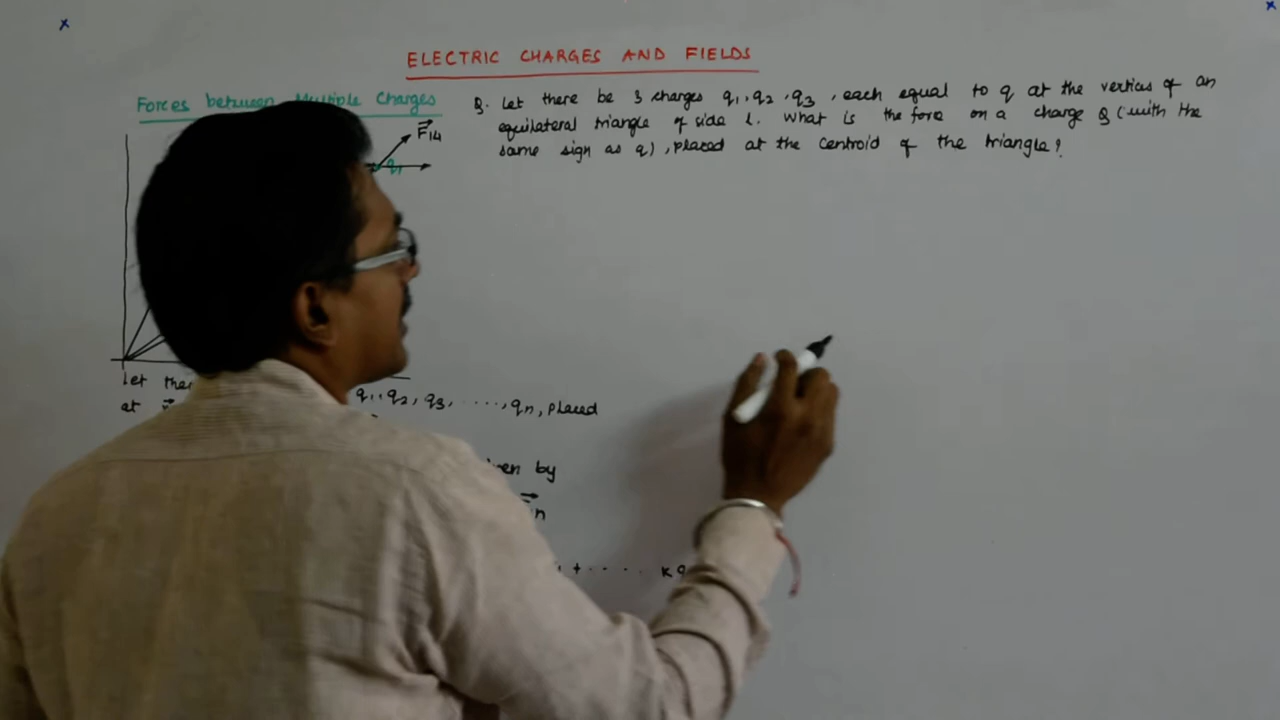 ELECTRIC CHARGES AND FIELDS
Forces between Multiple Charges
F14
q1
Q. Let there be 3 charges q1, q2, q3, each equal to q at the vertices of an
equilateral triangle of side l. What is the force on a charge Q (with the
same sign as q), placed at the centroid of the triangle?
Let
q1, q2, q3, ....., qn, placed
at
by
n
+ . . . . . K q